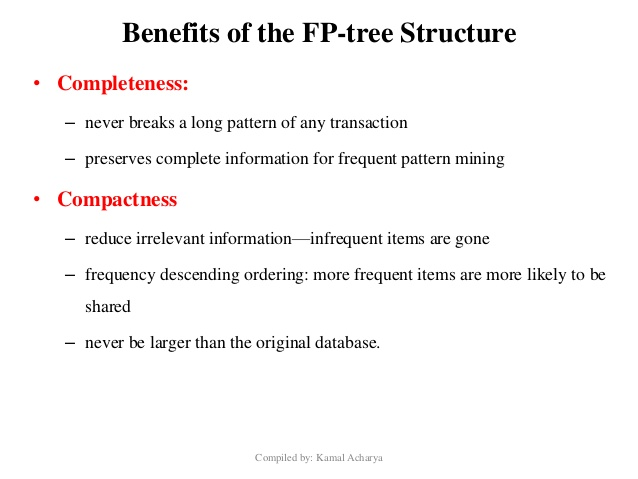 Benefits of the FP-tree Structure
• Completeness:
– never breaks a long pattern of any transaction
– preserves complete information for frequent pattern mining
• Compactness
– reduce irrelevant information—infrequent items are gone
– frequency descending ordering: more frequent items are more likely to be
shared
– never be larger than the original database.
Compiled by: Kamal Acharya